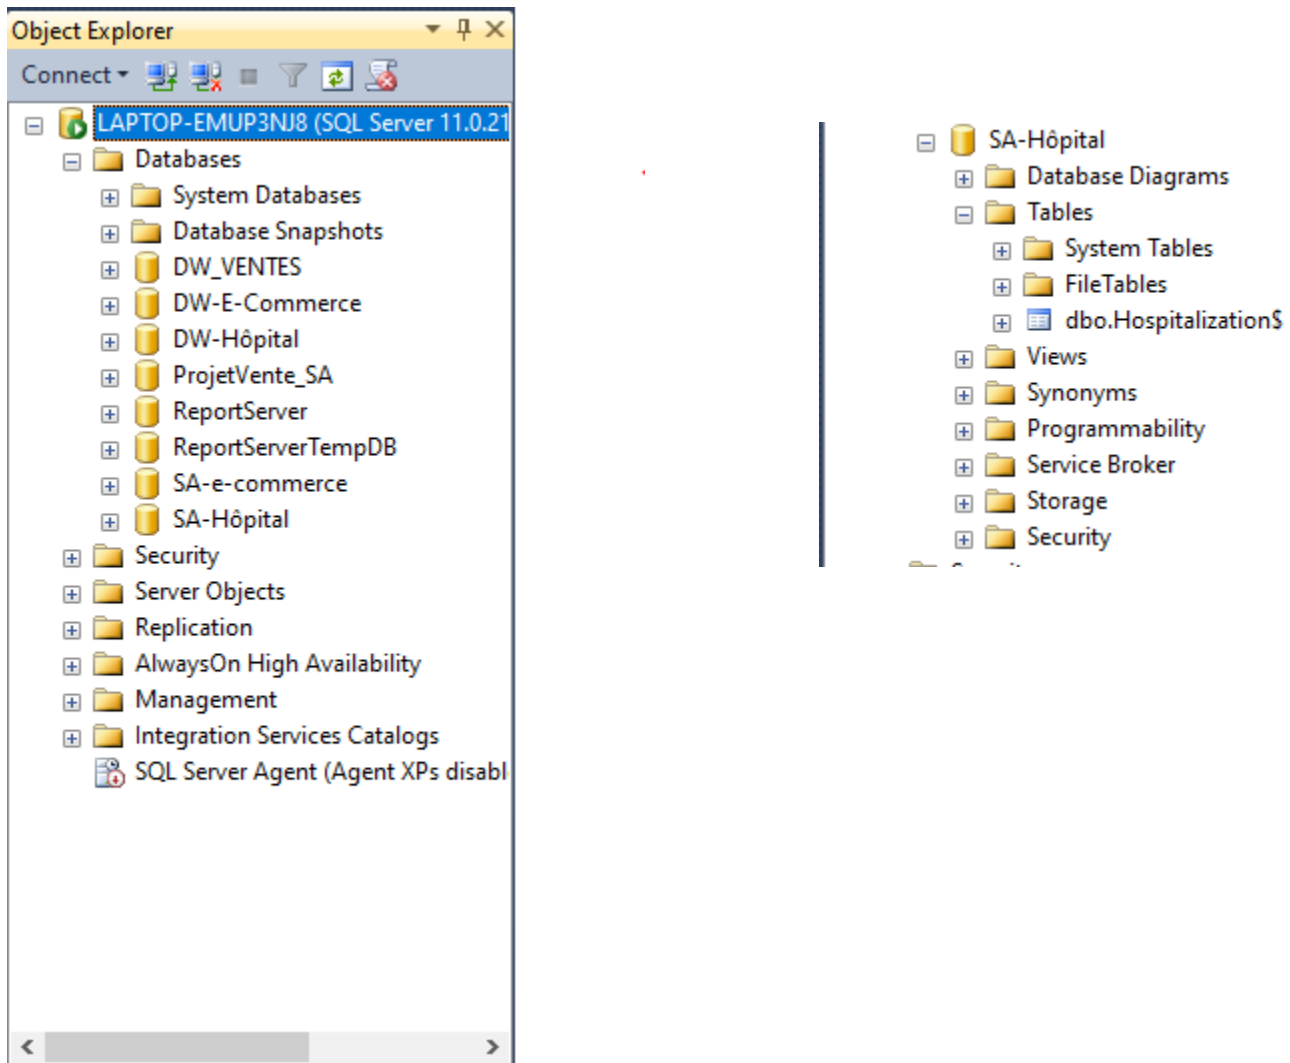 Object Explorer
Connect
LAPTOP-EMUP3NJ8 (SQL Server 11.0.21
Databases
System Databases
Database Snapshots
DW_VENTES
DW-E-Commerce
DW-Hôpital
ProjetVente_SA
ReportServer
ReportServerTempDB
SA-e-commerce
SA-Hôpital
Security
Server Objects
Replication
AlwaysOn High Availability
Management
Integration Services Catalogs
SQL Server Agent (Agent XPs disabl
SA-Hôpital
Database Diagrams
Tables
System Tables
FileTables
dbo.Hospitalization$
Views
Synonyms
Programmability
Service Broker
Storage
Security